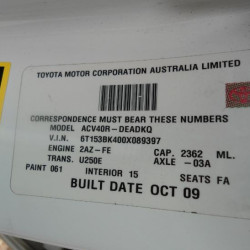 TOYOTA MOTOR CORPORATION AUSTRALIA LIMITED
CORRESPONDENCE MUST BEAR THESE NUMBERS
MODEL ACV40R-DEADKQ
V.I.N. 6T153BK400X089397
ENGINE 2AZ-FE CAP. 2362 ML.
TRANS. U250E AXLE -03A
PAINT 061 INTERIOR 15 SEATS FA
BUILT DATE OCT 09